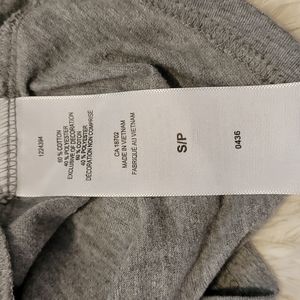 1224394
60 % COTTON
40 % POLYESTER
EXCLUSIVE OF DECORATION
60 % COTON
40 % POLYESTER
DÉCORATION NON COMPRISE
CA 18702
MADE IN VIETNAM
FABRIQUÉ AU VIETNAM
S/P
0436